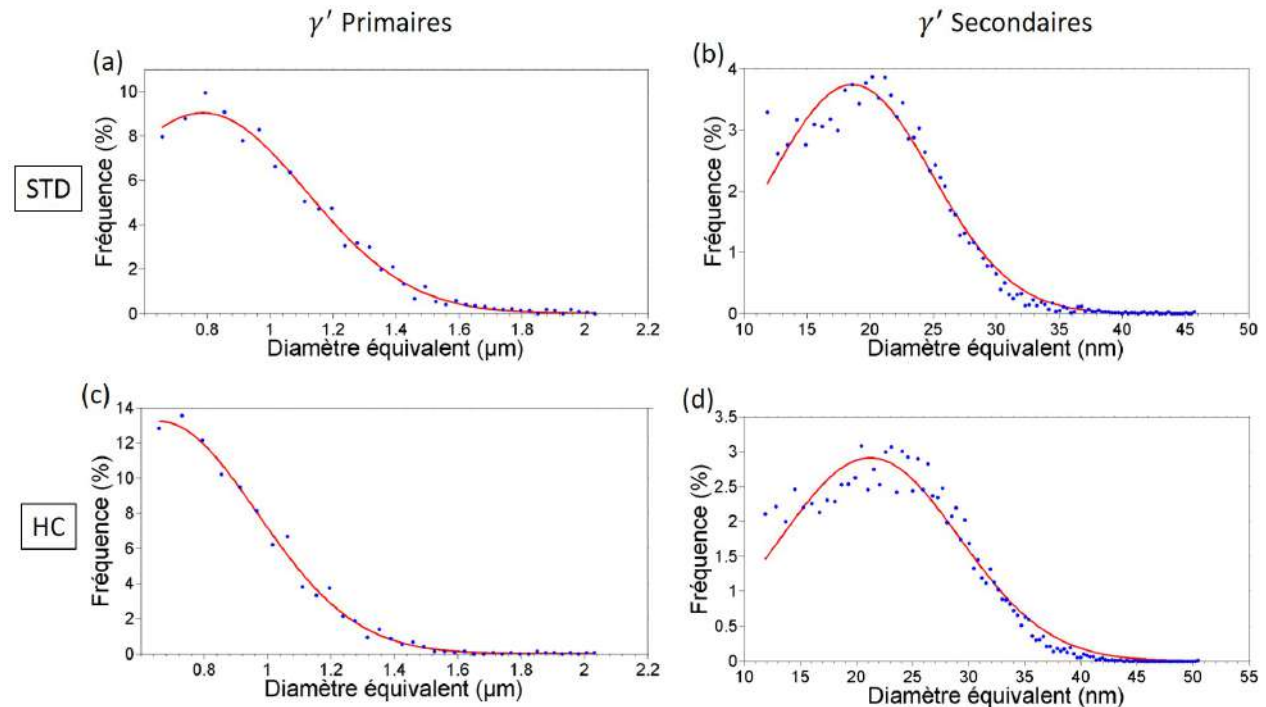 γ′ Primaires
γ′ Secondaires
(a)
(b)
STD
Fréquence (%)
10
8
6
4
2
0
0.8 1 1.2 1.4 1.6 1.8 2 2.2
Diamètre équivalent (µm)
Fréquence (%)
4
3
2
1
0
10 15 20 25 30 35 40 45 50
Diamètre équivalent (nm)
(c)
(d)
HC
Fréquence (%)
14
12
10
8
6
4
2
0
0.8 1 1.2 1.4 1.6 1.8 2 2.2
Diamètre équivalent (µm)
Fréquence (%)
3.5
3
2.5
2
1.5
1
0.5
0
10 15 20 25 30 35 40 45 50 55
Diamètre équivalent (nm)